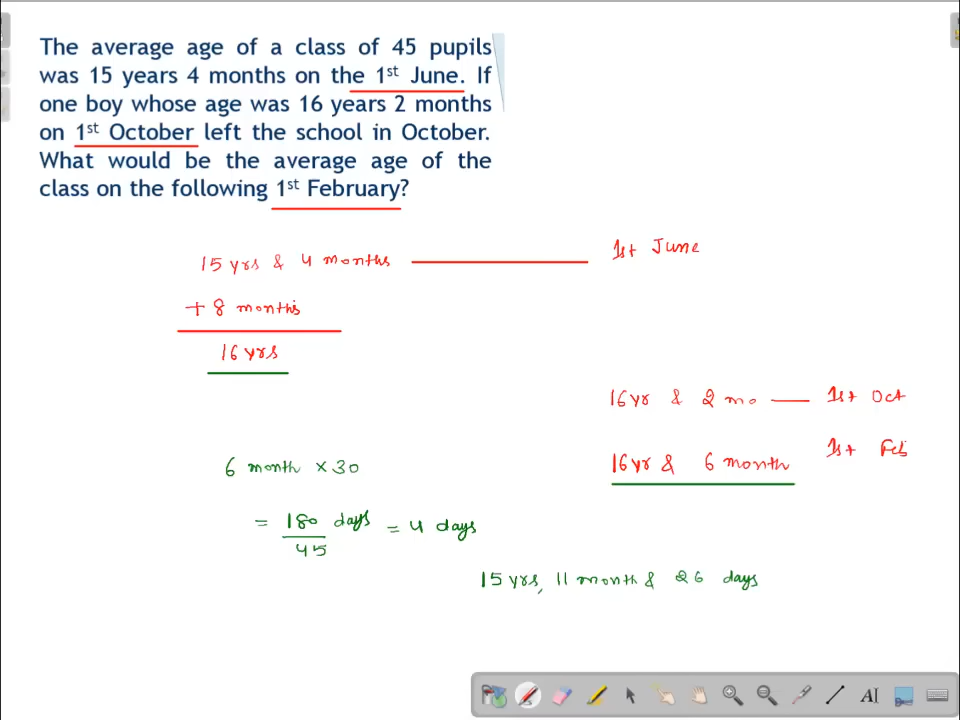 The average age of a class of 45 pupils
was 15 years 4 months on the 1st June. If
one boy whose age was 16 years 2 months
on 1st October left the school in October.
What would be the average age of the
class on the following 1st February?
15 yrs & 4 months 1st June
+ 8 months
16 yrs
16 yr & 2 mo 1st Oct
16 yr & 6 month 1st Feb
6 month × 30
= 180 days = 4 days
45
15 yrs, 11 month & 26 days
AI